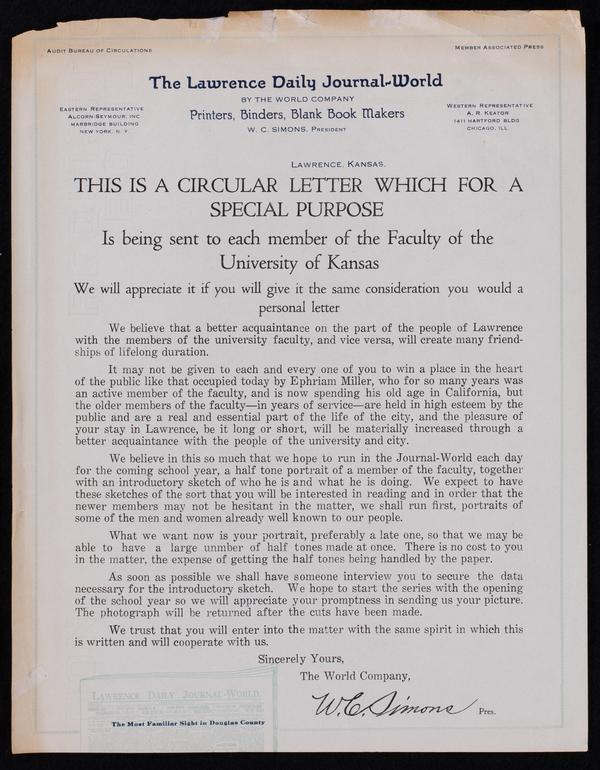 AUDIT BUREAU OF CIRCULATIONS
MEMBER ASSOCIATED PRESS
The Lawrence Daily Journal-World
BY THE WORLD COMPANY
Printers, Binders, Blank Book Makers
W. C. SIMONS, PRESIDENT
EASTERN REPRESENTATIVE
ALCORN-SEYMOUR, INC
MARBRIDGE BUILDING
NEW YORK, N. Y
WESTERN REPRESENTATIVE
A. R. KEATOR
1411 HARTFORD BLDG
CHICAGO, ILL.
LAWRENCE, KANSAS.
THIS IS A CIRCULAR LETTER WHICH FOR A
SPECIAL PURPOSE
Is being sent to each member of the Faculty of the
University of Kansas
We will appreciate it if you will give it the same consideration you would a
personal letter
We believe that a better acquaintance on the part of the people of Lawrence
with the members of the university faculty, and vice versa, will create many friend-
ships of lifelong duration.
It may not be given to each and every one of you to win a place in the heart
of the public like that occupied today by Ephriam Miller, who for so many years was
an active member of the faculty, and is now spending his old age in California, but
the older members of the faculty—in years of service—are held in high esteem by the
public and are a real and essential part of the life of the city, and the pleasure of
your stay in Lawrence, be it long or short, will be materially increased through a
better acquaintance with the people of the university and city.
We believe in this so much that we hope to run in the Journal-World each day
for the coming school year, a half tone portrait of a member of the faculty, together
with an introductory sketch of who he is and what he is doing. We expect to have
these sketches of the sort that you will be interested in reading and in order that the
newer members may not be hesitant in the matter, we shall run first, portraits of
some of the men and women already well known to our people.
What we want now is your portrait, preferably a late one, so that we may be
able to have a large unmber of half tones made at once. There is no cost to you
in the matter, the expense of getting the half tones being handled by the paper.
As soon as possible we shall have someone interview you to secure the data
necessary for the introductory sketch. We hope to start the series with the opening
of the school year so we will appreciate your promptness in sending us your picture.
The photograph will be returned after the cuts have been made.
We trust that you will enter into the matter with the same spirit in which this
is written and will cooperate with us.
Sincerely Yours,
The World Company,
W. C. Simons Pres.
LAWRENCE DAILY JOURNAL-WORLD.
The Most Familiar Sight in Douglas County